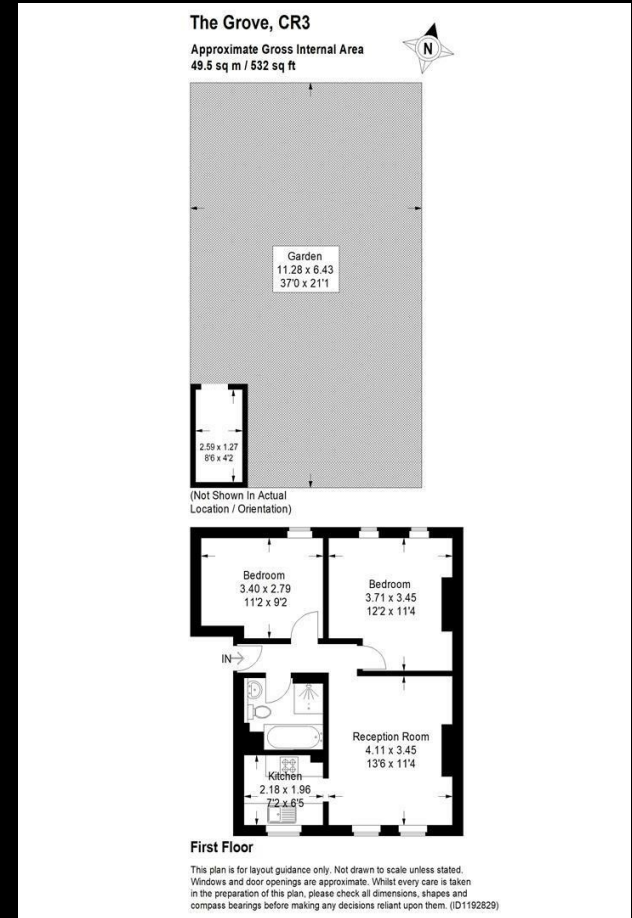 The Grove, CR3
Approximate Gross Internal Area
49.5 sq m / 532 sq ft
N
Garden
11.28 x 6.43
37'0 x 21'1
2.59 x 1.27
8'6 x 4'2
(Not Shown In Actual
Location / Orientation)
Bedroom
3.40 x 2.79
11'2 x 9'2
Bedroom
3.71 x 3.45
12'2 x 11'4
IN
Reception Room
4.11 x 3.45
13'6 x 11'4
Kitchen
2.18 x 1.96
7'2 x 6'5
First Floor
This plan is for layout guidance only. Not drawn to scale unless stated.
Windows and door openings are approximate. Whilst every care is taken
in the preparation of this plan, please check all dimensions, shapes and
compass bearings before making any decisions reliant upon them. (ID1192829)